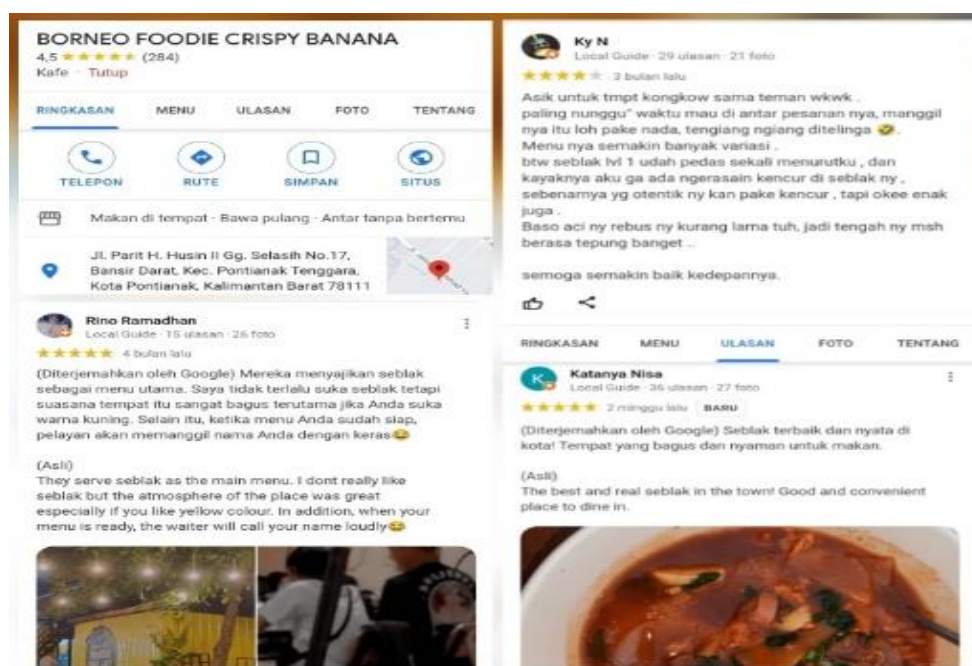 BORNEO FOODIE CRISPY BANANA
4,5 (284)
Kafe · Tutup
RINGKASAN MENU ULASAN FOTO TENTANG
TELEPON RUTE SIMPAN SITUS
Makan di tempat · Bawa pulang · Antar tanpa bertemu
Jl. Parit H. Husin II Gg. Selasih No.17,
Bansir Darat, Kec. Pontianak Tenggara,
Kota Pontianak, Kalimantan Barat 78111
Rino Ramadhan
Local Guide · 15 ulasan · 26 foto
4 bulan lalu
(Diterjemahkan oleh Google) Mereka menyajikan seblak
sebagai menu utama. Saya tidak terlalu suka seblak tetapi
suasana tempat itu sangat bagus terutama jika Anda suka
warna kuning. Selain itu, ketika menu Anda sudah siap,
pelayan akan memanggil nama Anda dengan keras😂
(Asli)
They serve seblak as the main menu. I dont really like
seblak but the atmosphere of the place was great
especially if you like yellow colour. In addition, when your
menu is ready, the waiter will call your name loudly😂
Ky N
Local Guide · 29 ulasan · 21 foto
3 bulan lalu
Asik untuk tmpt kongkow sama teman wkwk .
paling nunggu" waktu mau di antar pesanan nya, manggil
nya itu loh pake nada, tengiang ngiang ditelinga 🤣.
Menu nya semakin banyak variasi .
btw seblak lvl 1 udah pedas sekali menurutku , dan
kayaknya aku ga ada ngerasain kencur di seblak ny ,
sebenarnya yg otentik ny kan pake kencur , tapi okee enak
juga .
Baso aci ny rebus ny kurang lama tuh, jadi tengah ny msh
berasa tepung banget ..
semoga semakin baik kedepannya.
RINGKASAN MENU ULASAN FOTO TENTANG
K
Katanya Nisa
Local Guide · 36 ulasan · 27 foto
2 minggu lalu BARU
(Diterjemahkan oleh Google) Seblak terbaik dan nyata di
kota! Tempat yang bagus dan nyaman untuk makan.
(Asli)
The best and real seblak in the town! Good and convenient
place to dine in.